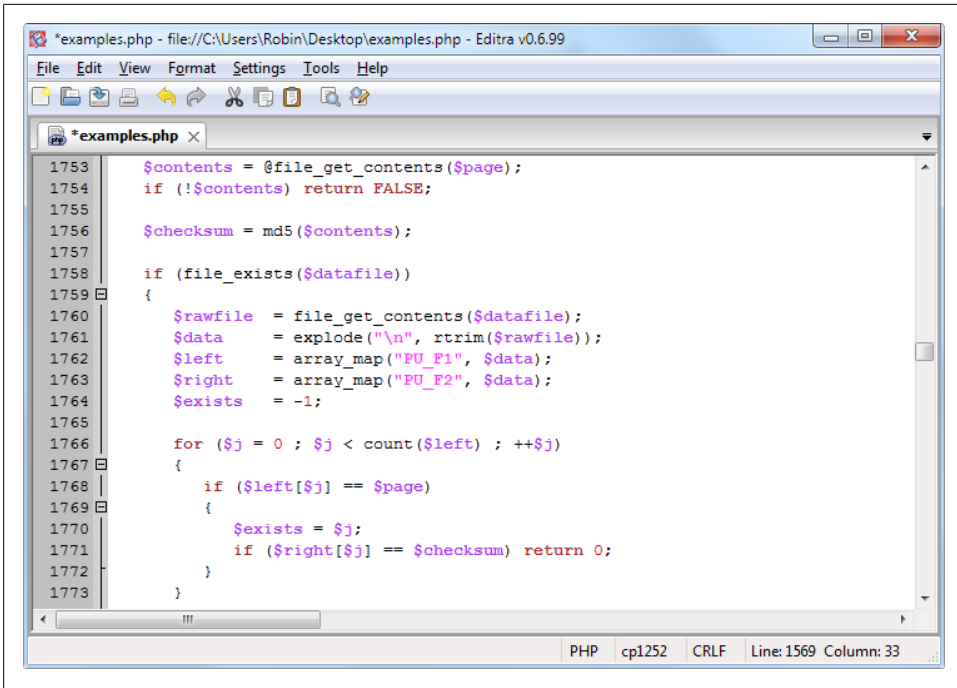 *examples.php - file://C:\Users\Robin\Desktop\examples.php - Editra v0.6.99
File Edit View Format Settings Tools Help
php *examples.php
1753 $contents = @file_get_contents($page);
1754 if (!$contents) return FALSE;
1755
1756 $checksum = md5($contents);
1757
1758 if (file_exists($datafile))
1759 {
1760 $rawfile  = file_get_contents($datafile);
1761 $data     = explode("\n", rtrim($rawfile));
1762 $left     = array_map("PU_F1", $data);
1763 $right    = array_map("PU_F2", $data);
1764 $exists   = -1;
1765
1766 for ($j = 0 ; $j < count($left) ; ++$j)
1767 {
1768 if ($left[$j] == $page)
1769 {
1770 $exists = $j;
1771 if ($right[$j] == $checksum) return 0;
1772 }
1773 }
PHP cp1252 CRLF Line: 1569 Column: 33